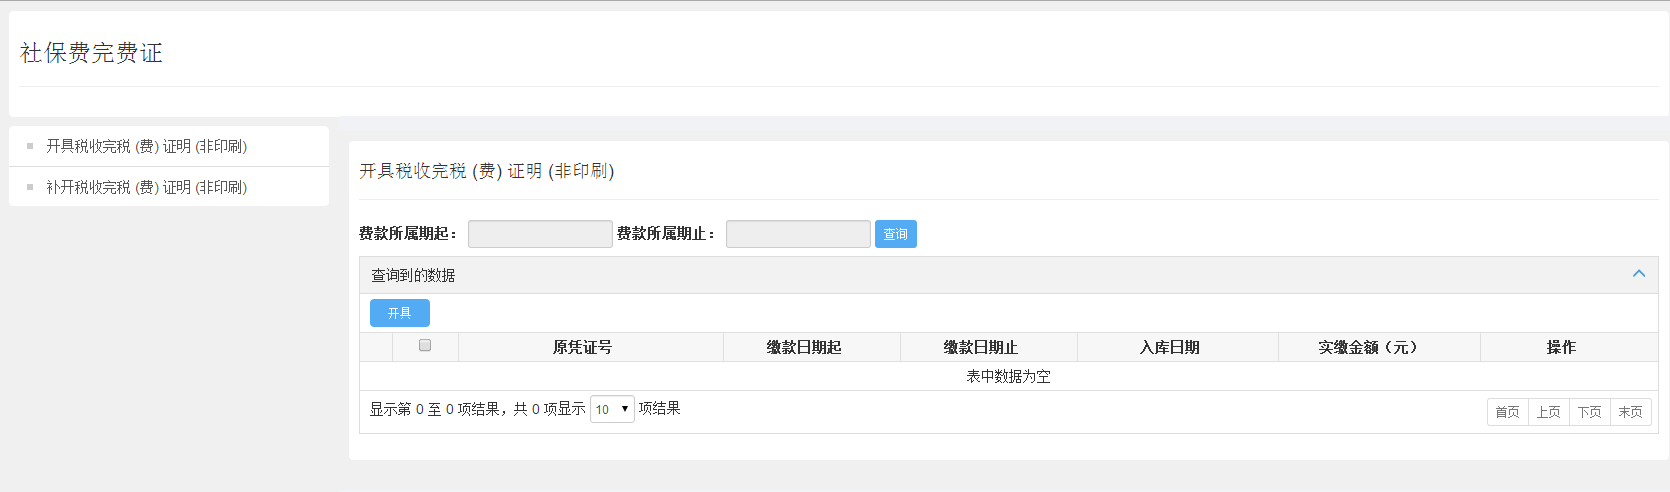 社保费完费证
开具税收完税 (费) 证明 (非印刷)
补开税收完税 (费) 证明 (非印刷)
开具税收完税 (费) 证明 (非印刷)
费款所属期起： 费款所属期止： 查询
查询到的数据
开具
原凭证号 缴款日期起 缴款日期止 入库日期 实缴金额（元） 操作
表中数据为空
显示第 0 至 0 项结果，共 0 项显示 10 项结果 首页 上页 下页 末页